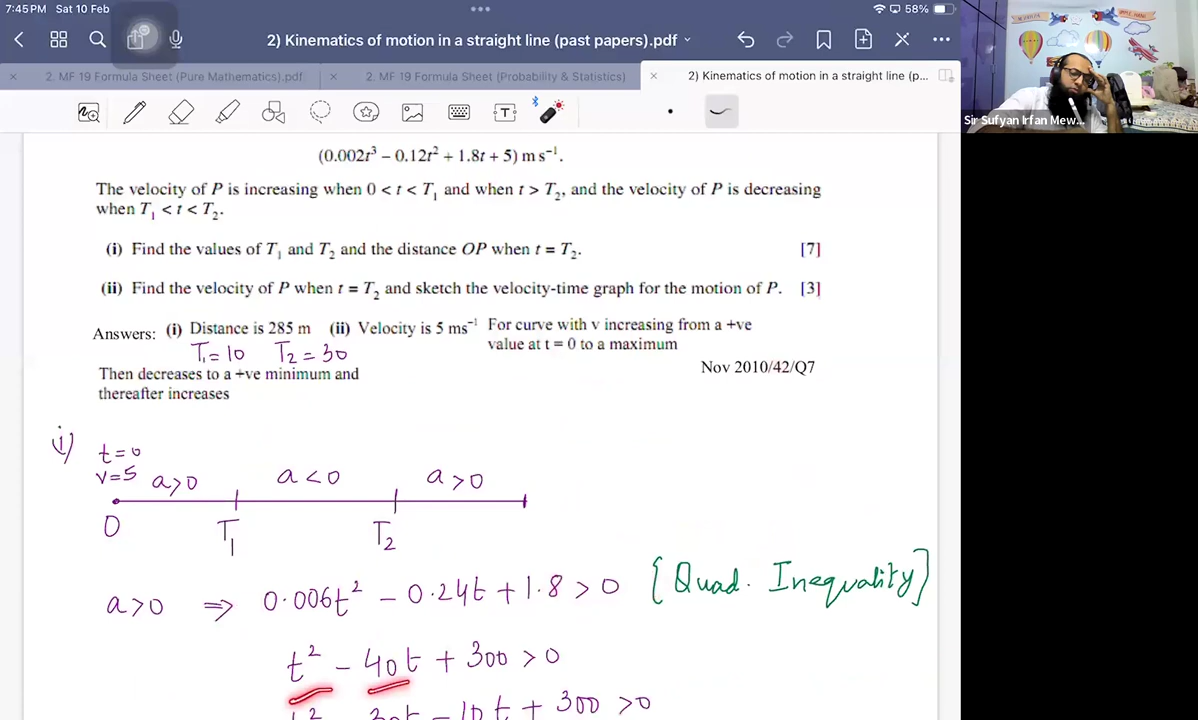 7:45PM Sat 10 Feb
58%
2) Kinematics of motion in a straight line (past papers).pdf
2. MF 19 Formula Sheet (Pure Mathematics).pdf
2. MF 19 Formula Sheet (Probability & Statistics)
2) Kinematics of motion in a straight line (p...
Sir Sufyan Irfan Mew...
(0.002t³ − 0.12t² + 1.8t + 5) m s⁻¹.
The velocity of P is increasing when 0 < t < T₁ and when t > T₂, and the velocity of P is decreasing
when T₁ < t < T₂.
(i) Find the values of T₁ and T₂ and the distance OP when t = T₂. [7]
(ii) Find the velocity of P when t = T₂ and sketch the velocity-time graph for the motion of P. [3]
Answers: (i) Distance is 285 m (ii) Velocity is 5 ms⁻¹ For curve with v increasing from a +ve
value at t = 0 to a maximum
T₁ = 10 T₂ = 30
Then decreases to a +ve minimum and
thereafter increases
Nov 2010/42/Q7
i)
t=0
v=5 a>0 a<0 a>0
O T₁ T₂
a>0 ⇒ 0.006t² − 0.24t + 1.8 > 0 [Quad. Inequality]
t² − 40t + 300 > 0
t² − 30t − 10t + 300 > 0